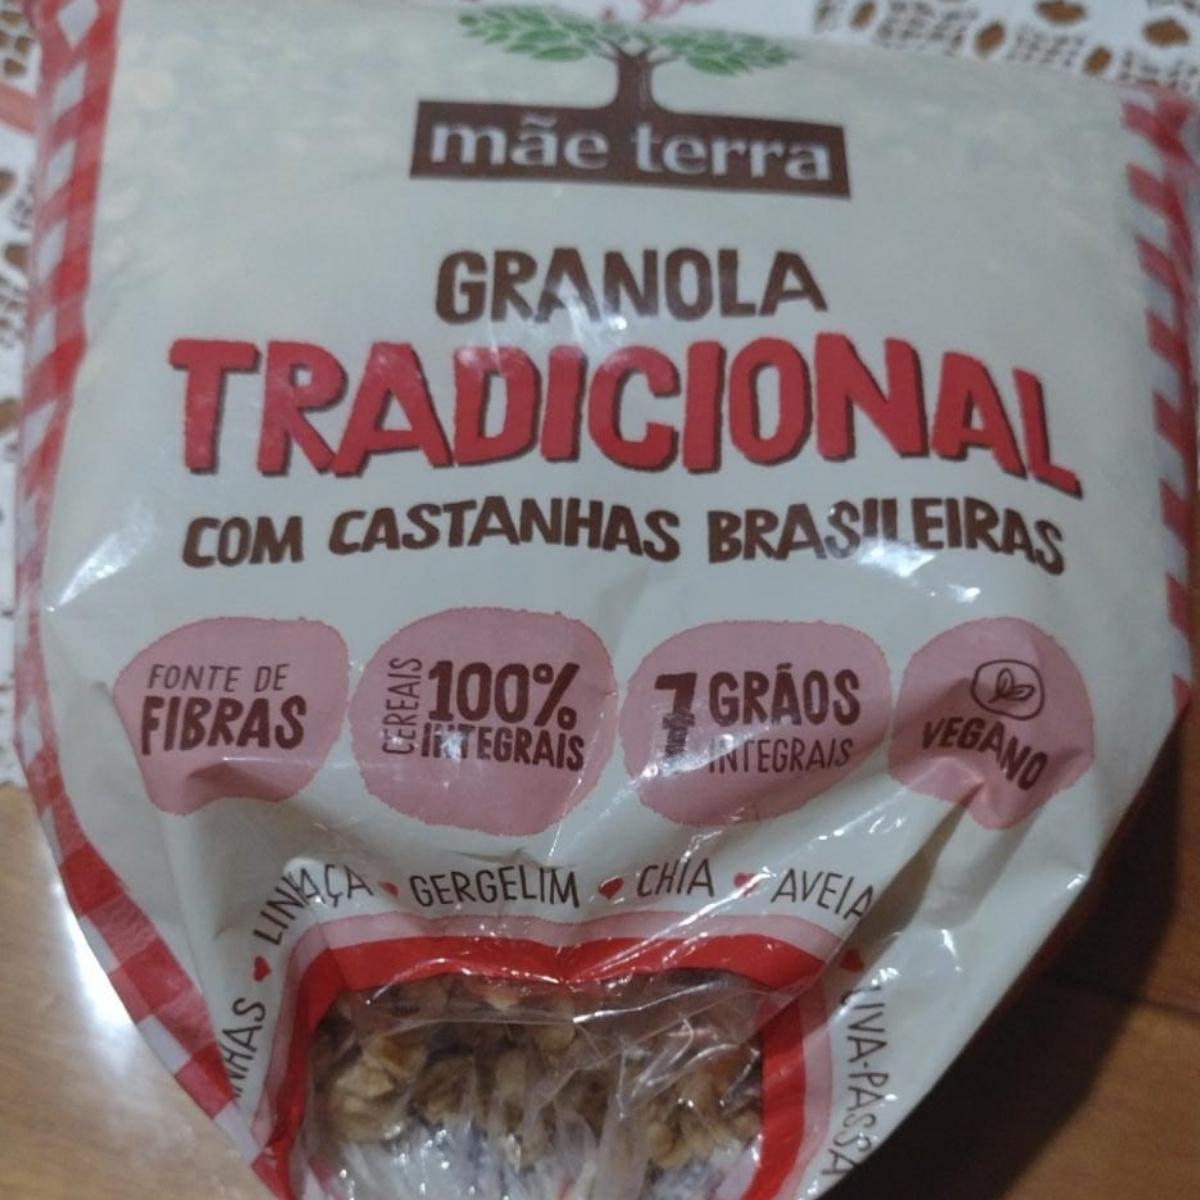 mãe terra
GRANOLA
TRADICIONAL
COM CASTANHAS BRASILEIRAS
FONTE DE
FIBRAS
CEREAIS
100%
INTEGRAIS
7 GRÃOS
INTEGRAIS
VEGANO
LINHAÇA ♥ GERGELIM ♥ CHIA ♥ AVEIA ♥ UVA-PASSA